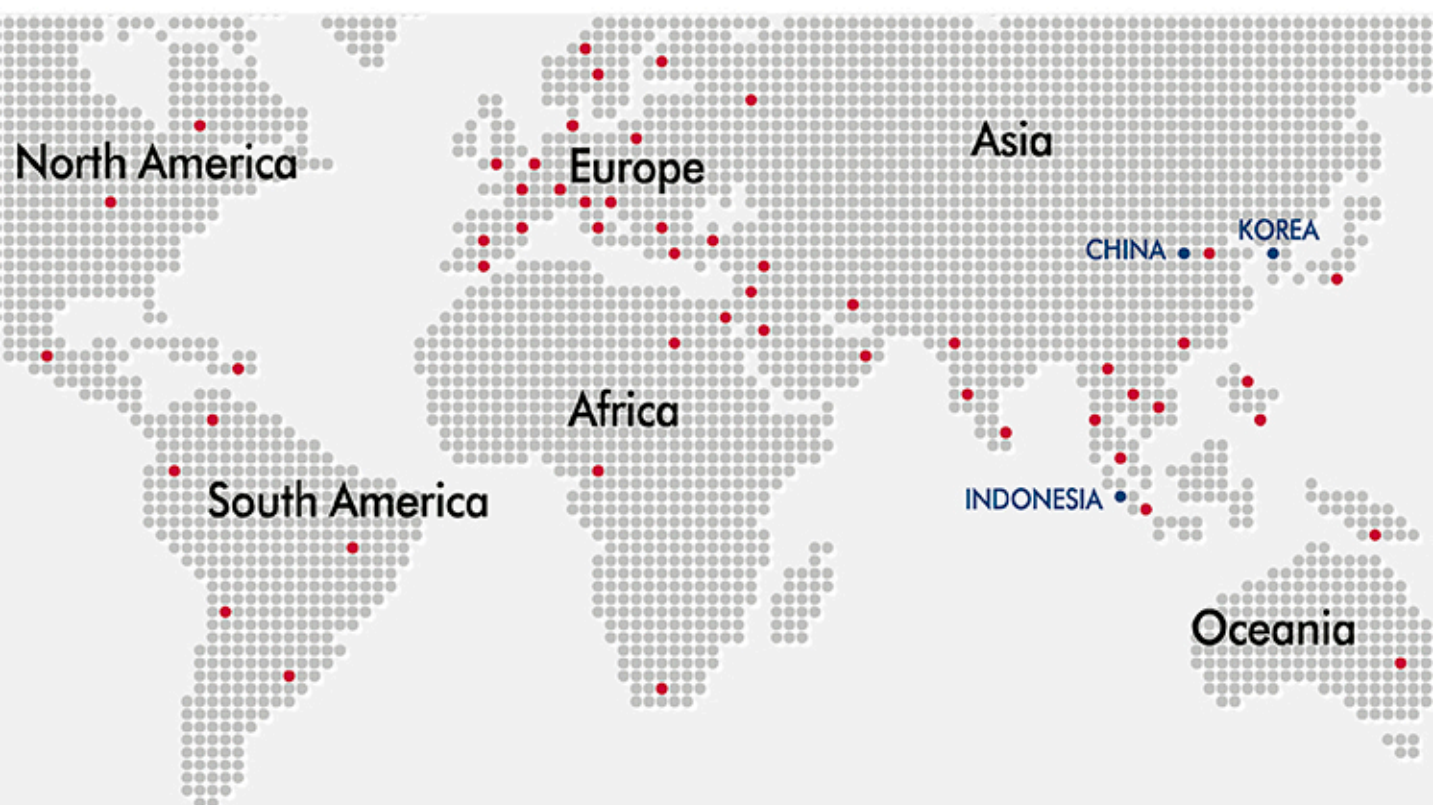 North America
Europe
Asia
CHINA
KOREA
Africa
South America
INDONESIA
Oceania